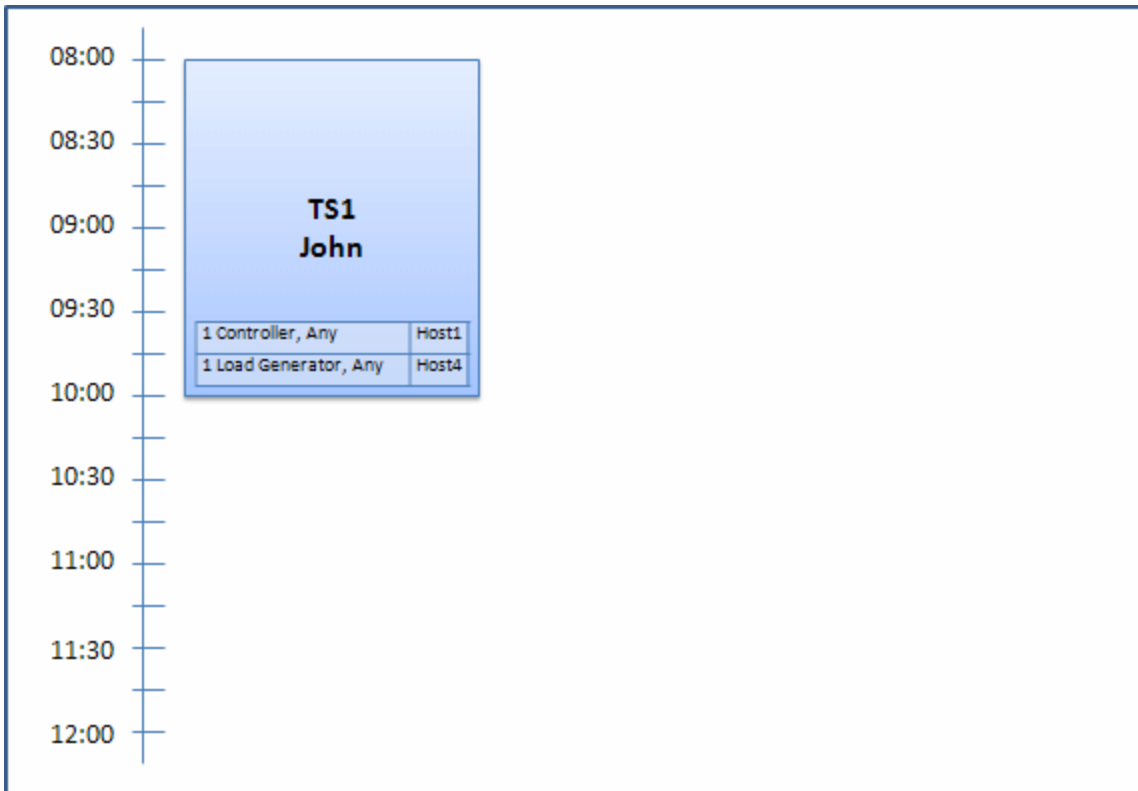 08:00
08:30
09:00
TS1
John
09:30
1 Controller, Any Host1
1 Load Generator, Any Host4
10:00
10:30
11:00
11:30
12:00